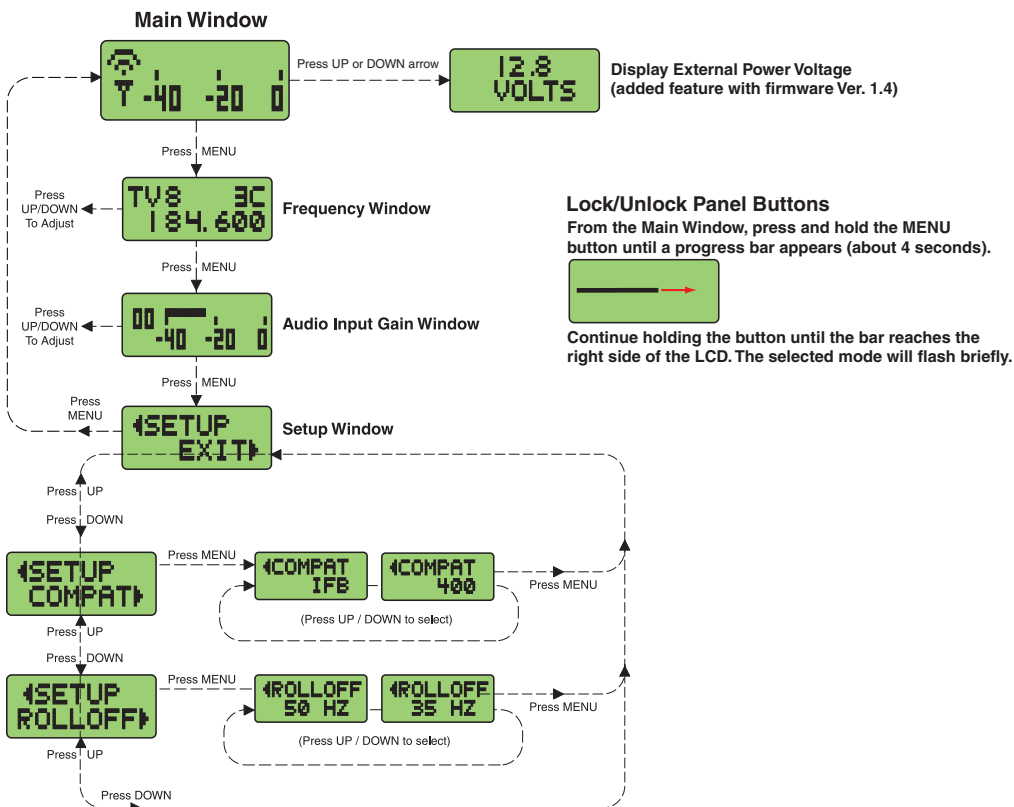 Main Window
-40 -20 0
Press UP or DOWN arrow
12.8
VOLTS
Display External Power Voltage
(added feature with firmware Ver. 1.4)
Press MENU
Press
UP/DOWN
To Adjust
TV8 3C
184.600
Frequency Window
Lock/Unlock Panel Buttons
From the Main Window, press and hold the MENU
button until a progress bar appears (about 4 seconds).
Continue holding the button until the bar reaches the
right side of the LCD. The selected mode will flash briefly.
Press MENU
Press
UP/DOWN
To Adjust
00
-40 -20 0
Audio Input Gain Window
Press MENU
Press
MENU
SETUP
EXIT
Setup Window
Press UP
Press DOWN
SETUP
COMPAT
Press MENU
COMPAT
IFB
COMPAT
400
Press MENU
(Press UP / DOWN to select)
Press UP
Press DOWN
SETUP
ROLLOFF
Press MENU
ROLLOFF
50 HZ
ROLLOFF
35 HZ
Press MENU
(Press UP / DOWN to select)
Press UP
Press DOWN